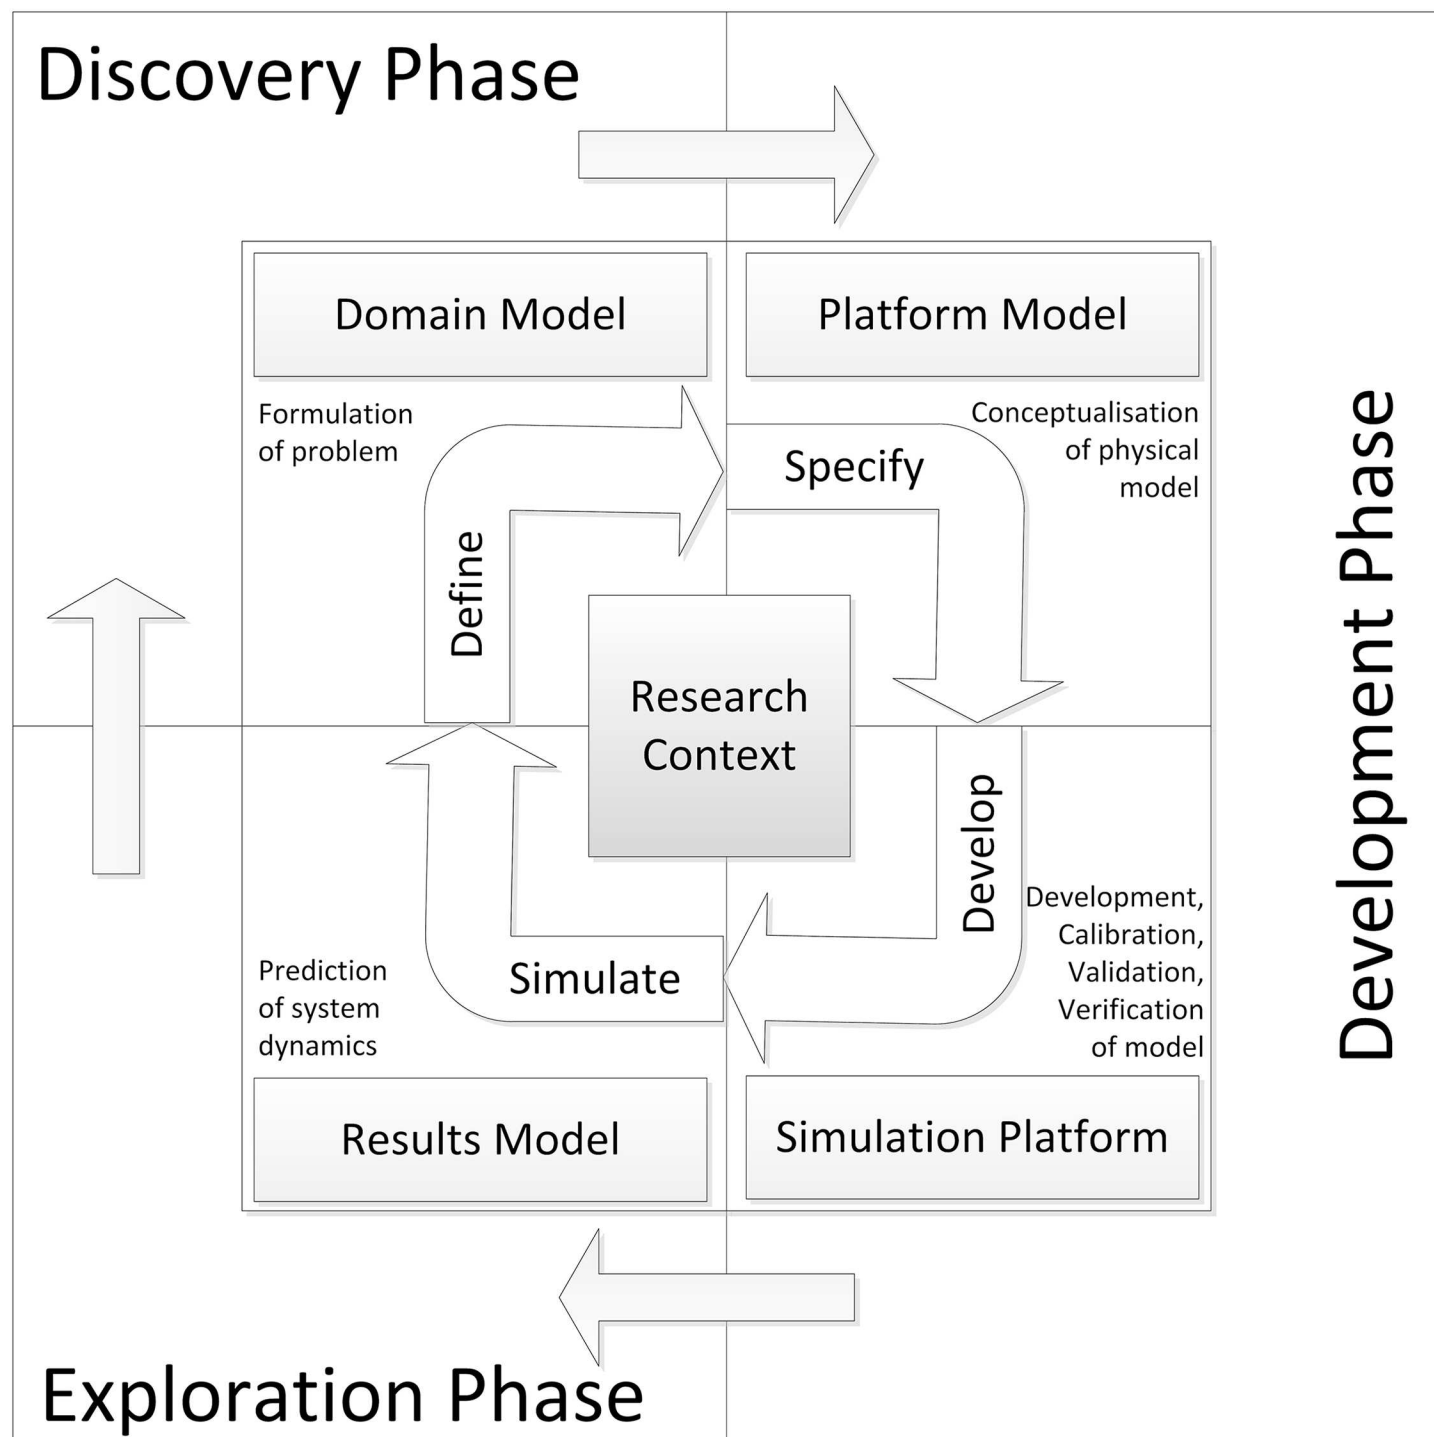 Discovery Phase
Domain Model
Platform Model
Formulation
of problem
Conceptualisation
of physical
model
Specify
Define
Research
Context
Development Phase
Develop
Development,
Calibration,
Validation,
Verification
of model
Simulate
Prediction
of system
dynamics
Results Model
Simulation Platform
Exploration Phase